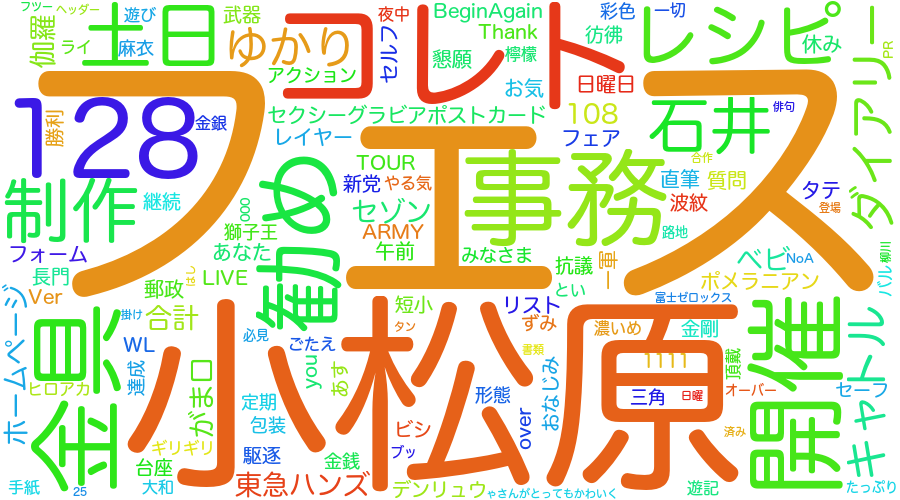 フツー
ヘッダー
遊び
武器
夜中
BeginAgain
彩色
一切
伽羅
土日
ライ
麻衣
ゆかり
コレト
セルフ
Thank
彷彿
レシピ
休み
PR
アクション
懇願
檸檬
お気
日曜日
ダイアリー
フエス
128
勝利
金銀
セクシーグラビアポストカード
108
石井
俳句
レイヤー
フェア
制作
継続
勧め
TOUR
新党
やる気
事務
合作
直筆
質問
タテ
登場
000
獅子王
セゾン
ARMY
波紋
路地
フォーム
あなた
午前
みなさま
一軍
ベビ
NoA
柳川
長門
はし
LIVE
抗議
とい
ポメラニアン
バル
Ver
郵政
短小
リスト
富士ゼロックス
ホームページ
金員
掛け
合計
小松原
ずみ
濃いめ
金剛
開催
キャトル
WL
必見
ごたえ
タン
書類
1111
頂戴
達成
がま口
you
あす
形態
おなじみ
三角
日曜
オーバー
セーフ
ヒロアカ
定期
包装
ビシ
over
済み
ギリギリ
駆逐
ブッ
台座
金銭
手紙
25
大和
東急ハンズ
デンリュウ
ゃさんがとってもかわいく
遊記
たっぷり